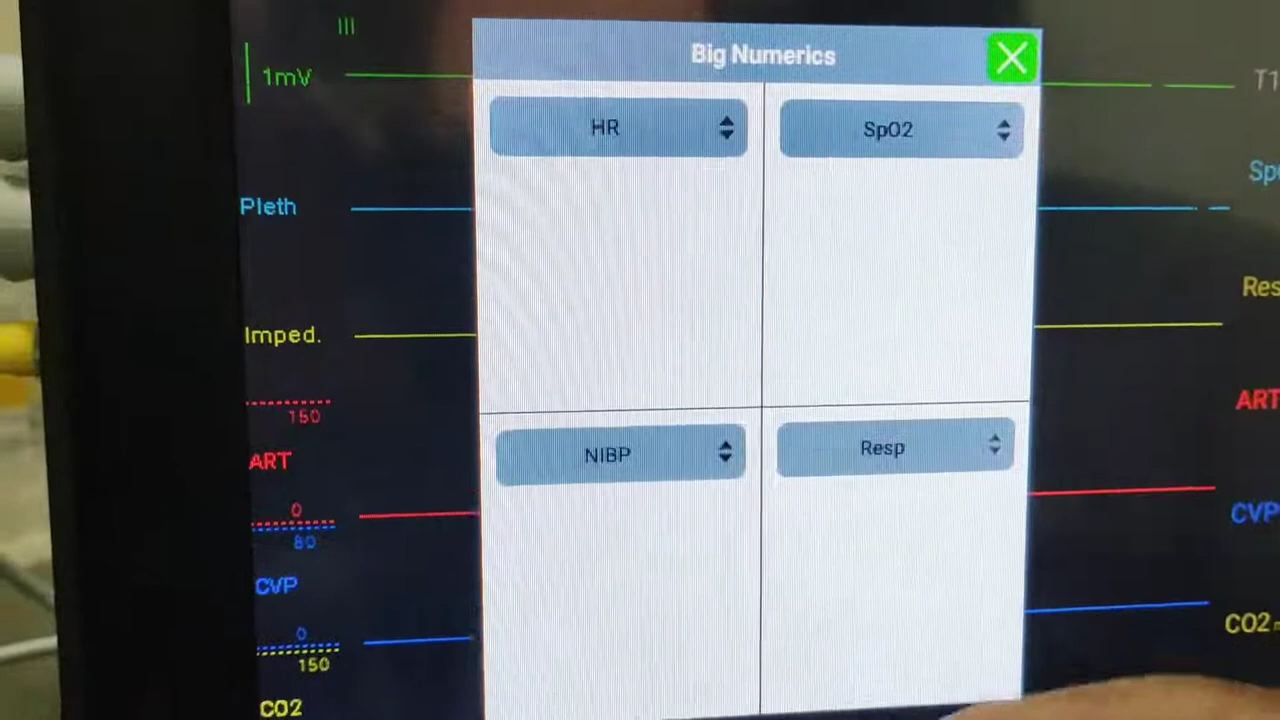 III
1mV
Pleth
Imped.
150
ART
0
80
CVP
0
150
CO2
Big Numerics
HR
SpO2
NIBP
Resp
T1
Sp
Res
ART
CVP
CO2